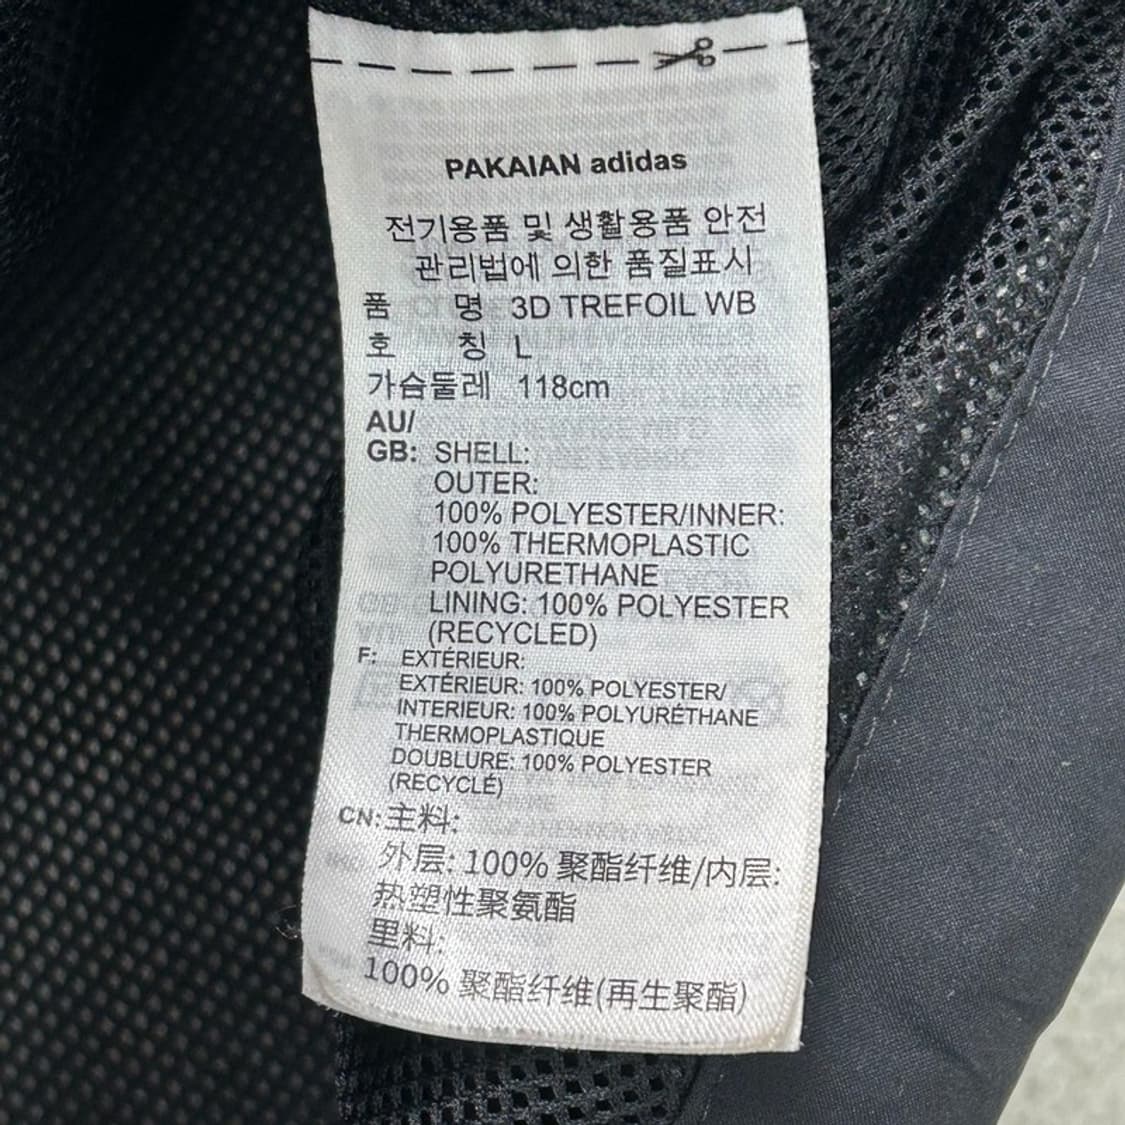 PAKAIAN adidas
전기용품 및 생활용품 안전
관리법에 의한 품질표시
품 명 3D TREFOIL WB
호 칭 L
가슴둘레 118cm
AU/
GB: SHELL:
OUTER:
100% POLYESTER/INNER:
100% THERMOPLASTIC
POLYURETHANE
LINING: 100% POLYESTER
(RECYCLED)
F: EXTÉRIEUR:
EXTÉRIEUR: 100% POLYESTER/
INTERIEUR: 100% POLYURÉTHANE
THERMOPLASTIQUE
DOUBLURE: 100% POLYESTER
(RECYCLÉ)
CN: 主料:
外层: 100% 聚酯纤维/内层:
热塑性聚氨酯
里料:
100% 聚酯纤维(再生聚酯)